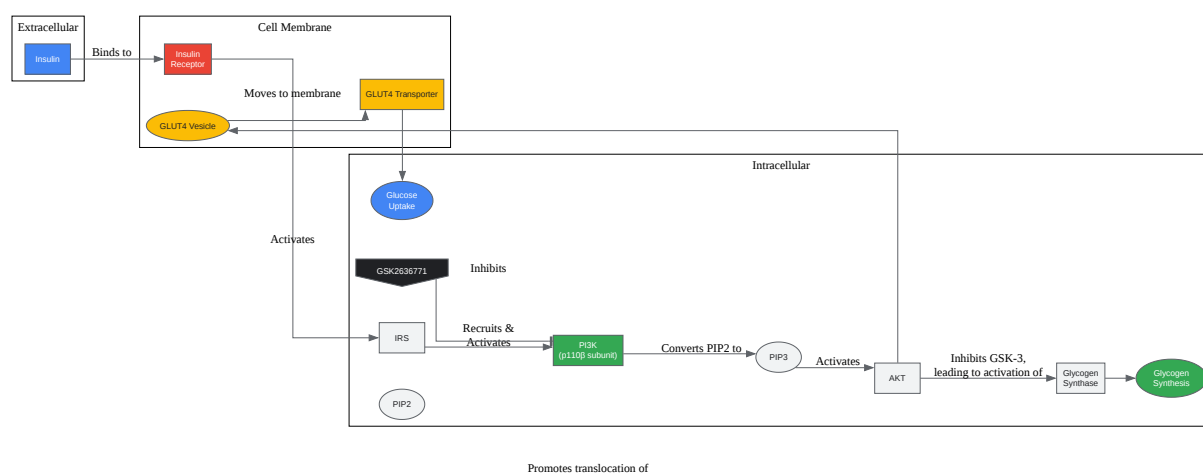 Extracellular
Cell Membrane
Insulin
Binds to
Insulin
Receptor
Moves to membrane
GLUT4 Transporter
GLUT4 Vesicle
Intracellular
Glucose
Uptake
Activates
GSK2636771
Inhibits
IRS
Recruits &
Activates
PI3K
(p110β subunit)
Converts PIP2 to
PIP3
Activates
AKT
Inhibits GSK-3,
leading to activation of
Glycogen
Synthase
Glycogen
Synthesis
PIP2
Promotes translocation of